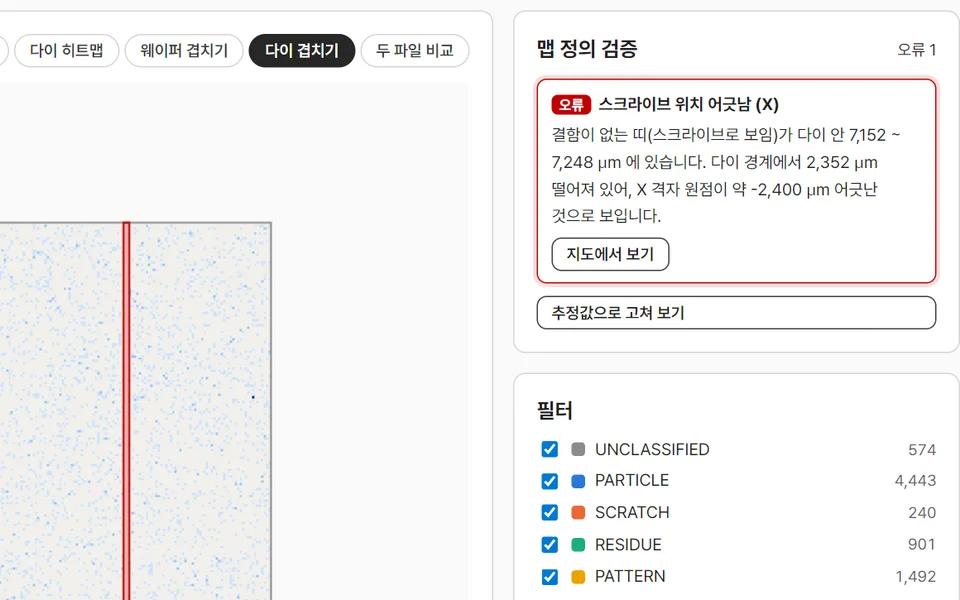 다이 히트맵
웨이퍼 겹치기
다이 겹치기
두 파일 비교
맵 정의 검증
오류 1
오류 스크라이브 위치 어긋남 (X)
결함이 없는 띠(스크라이브로 보임)가 다이 안 7,152 ~
7,248 µm 에 있습니다. 다이 경계에서 2,352 µm
떨어져 있어, X 격자 원점이 약 -2,400 µm 어긋난
것으로 보입니다.
지도에서 보기
추정값으로 고쳐 보기
필터
UNCLASSIFIED 574
PARTICLE 4,443
SCRATCH 240
RESIDUE 901
PATTERN 1,492